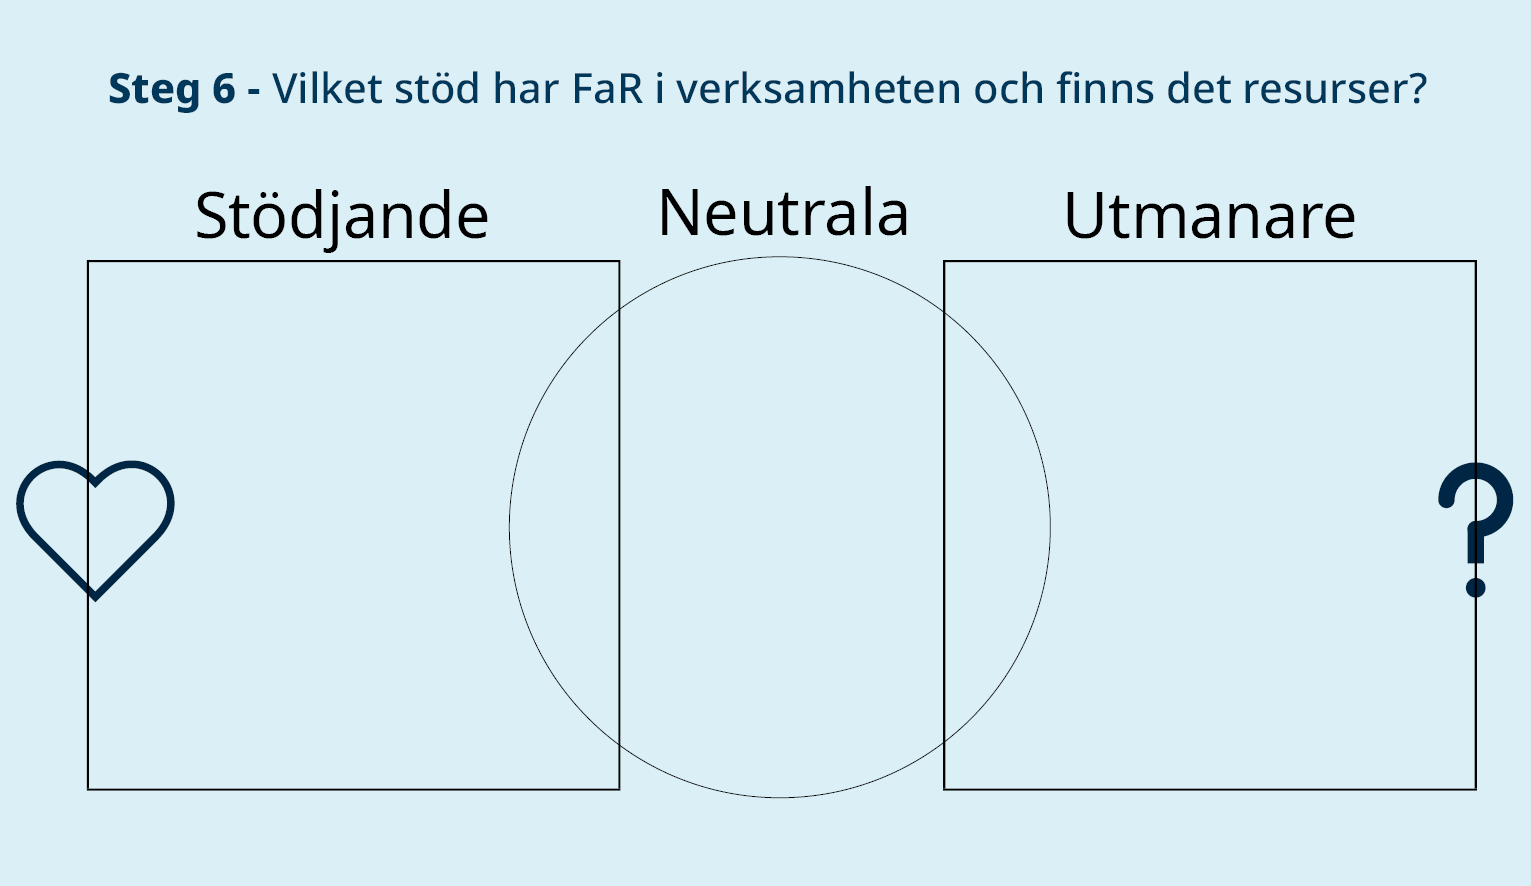 Steg 6 - Vilket stöd har FaR i verksamheten och finns det resurser?
Stödjande
Neutrala
Utmanare
?